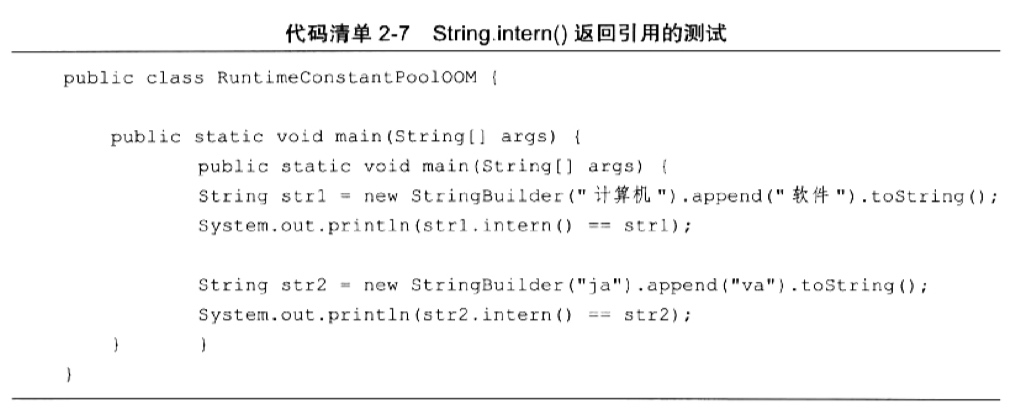 代码清单 2-7 String.intern() 返回引用的测试
public class RuntimeConstantPoolOOM {
public static void main(String[] args) {
public static void main(String[] args) {
String str1 = new StringBuilder("计算机").append("软件").toString();
System.out.println(str1.intern() == str1);
String str2 = new StringBuilder("ja").append("va").toString();
System.out.println(str2.intern() == str2);
} }
}